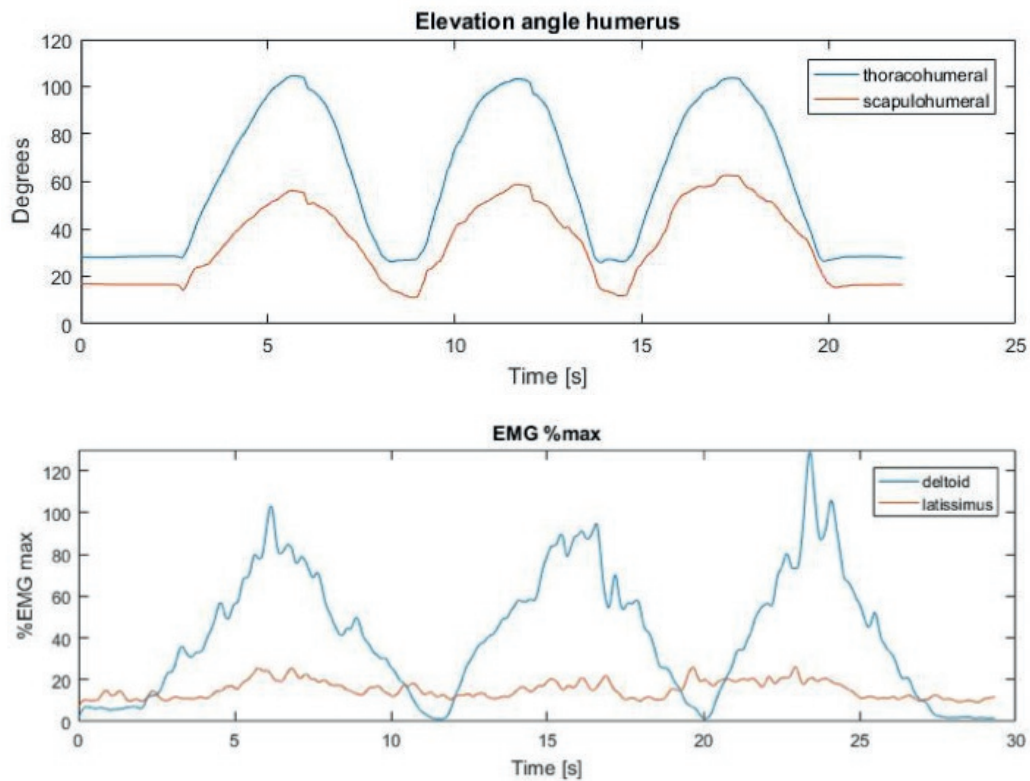 Elevation angle humerus
120
100
80
60
40
20
0
Degrees
thoracohumeral
scapulohumeral
0 5 10 15 20 25
Time [s]
EMG %max
120
100
80
60
40
20
0
%EMG max
deltoid
latissimus
0 5 10 15 20 25 30
Time [s]